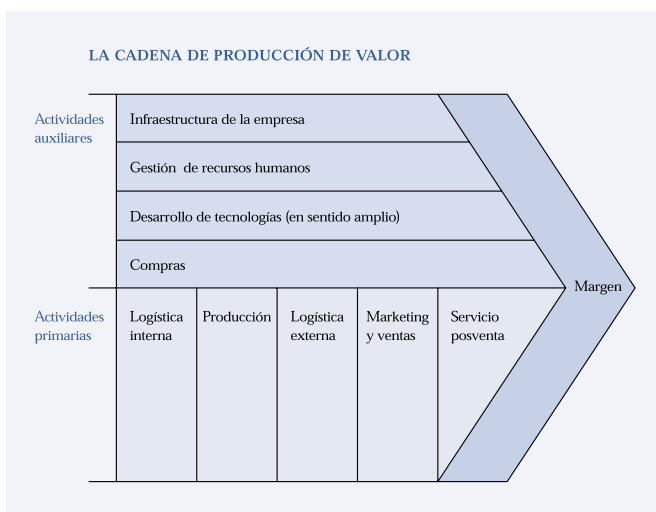 LA CADENA DE PRODUCCIÓN DE VALOR
Actividades
auxiliares
Infraestructura de la empresa
Gestión de recursos humanos
Desarrollo de tecnologías (en sentido amplio)
Compras
Margen
Actividades
primarias
Logística
interna
Producción
Logística
externa
Marketing
y ventas
Servicio
posventa